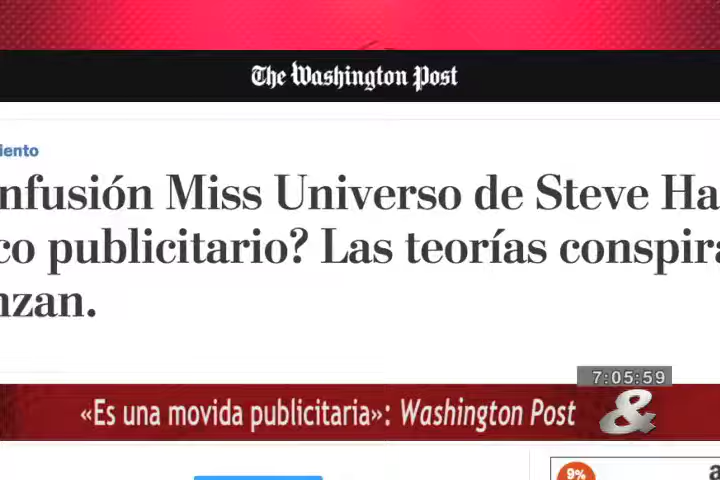 The Washington Post
iento
nfusión Miss Universo de Steve Ha
co publicitario? Las teorías conspira
nzan.
7:05:59
«Es una movida publicitaria»: Washington Post
&
9%
a